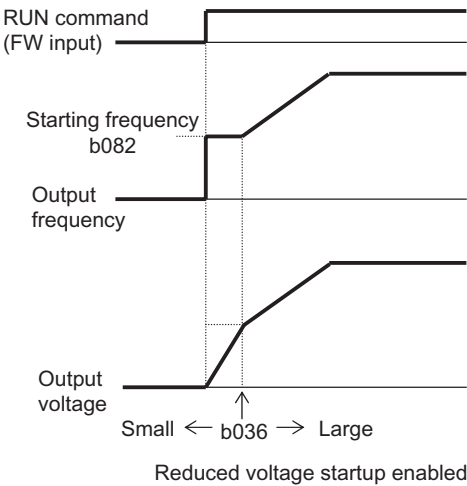 RUN command
(FW input)
Starting frequency
b082
Output
frequency
Output
voltage
Small ← b036 → Large
Reduced voltage startup enabled